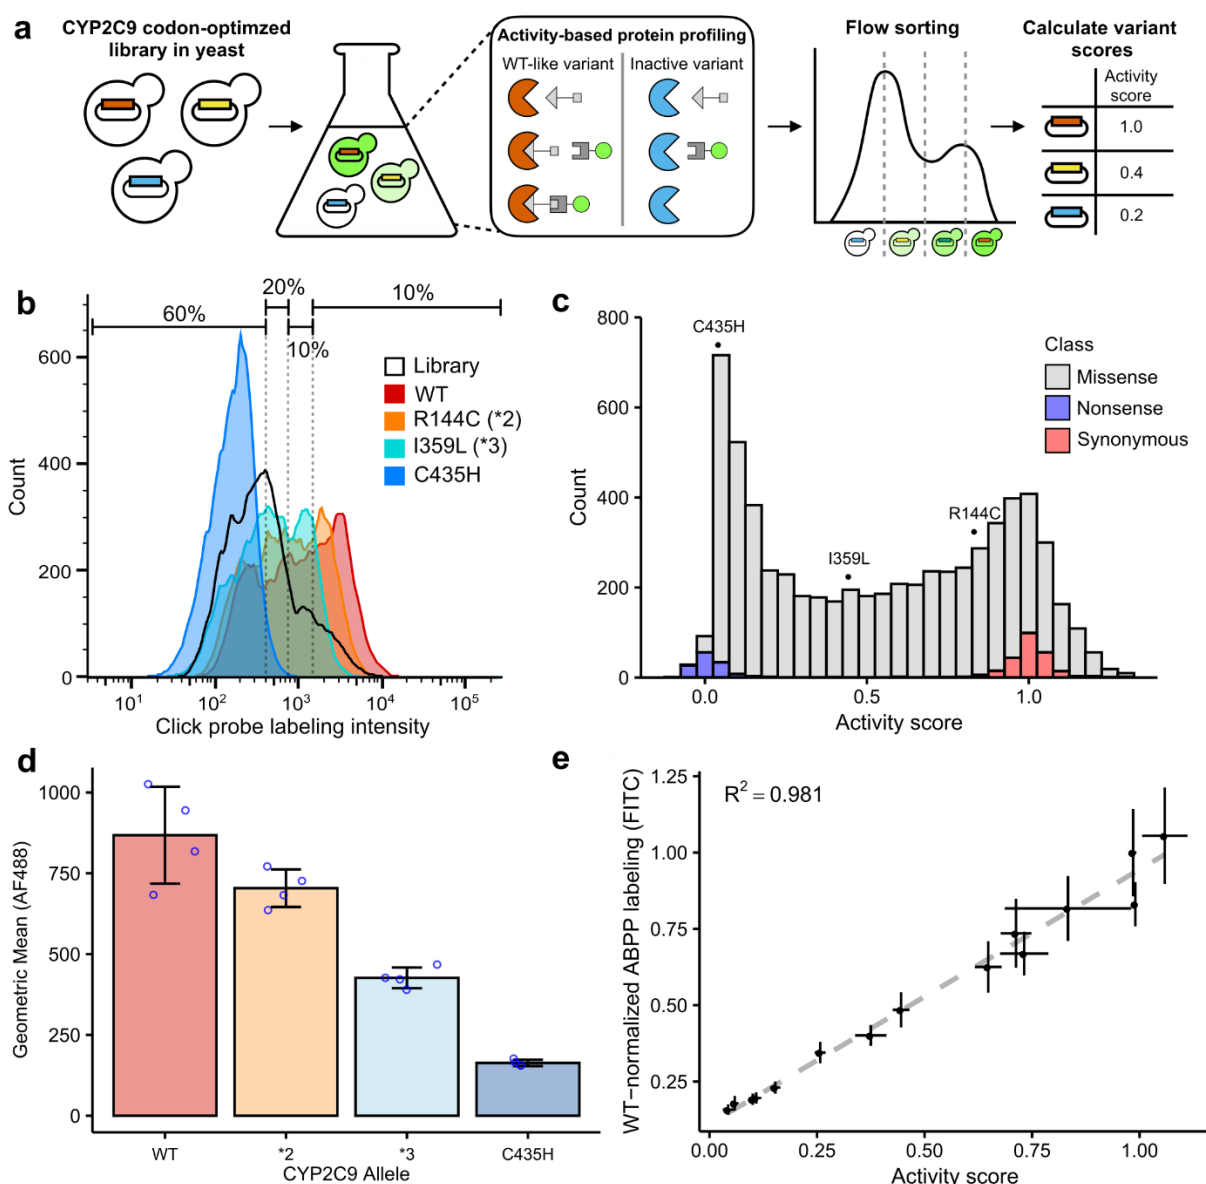 a
CYP2C9 codon-optimzed
library in yeast
Activity-based protein profiling
WT-like variant
Inactive variant
Flow sorting
Calculate variant
scores
Activity
score
1.0
0.4
0.2
b
60%
20%
10%
10%
Library
WT
R144C (*2)
I359L (*3)
C435H
Count
600
400
200
0
10¹
10²
10³
10⁴
10⁵
Click probe labeling intensity
c
C435H
I359L
R144C
Class
Missense
Nonsense
Synonymous
Count
800
600
400
200
0
0.0
0.5
1.0
Activity score
d
Geometric Mean (AF488)
1000
750
500
250
0
WT
*2
*3
C435H
CYP2C9 Allele
e
R² = 0.981
WT−normalized ABPP labeling (FITC)
1.25
1.00
0.75
0.50
0.25
0.00
0.25
0.50
0.75
1.00
Activity score